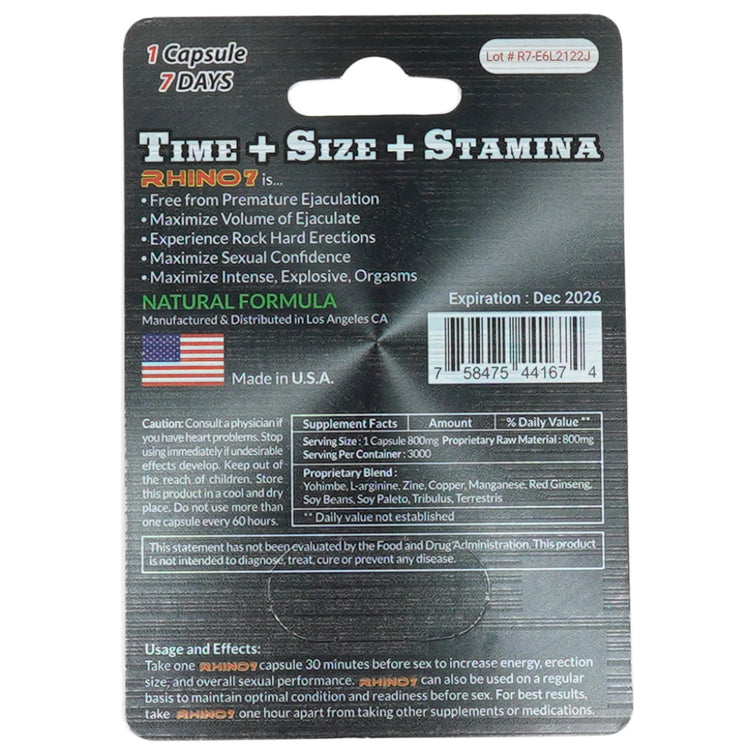 1 Capsule
7 DAYS
Lot # R7-E6L2122J
TIME + SIZE + STAMINA
RHINO 7 is...
• Free from Premature Ejaculation
• Maximize Volume of Ejaculate
• Experience Rock Hard Erections
• Maximize Sexual Confidence
• Maximize Intense, Explosive, Orgasms
NATURAL FORMULA
Manufactured & Distributed in Los Angeles CA
Made in U.S.A.
Expiration : Dec 2026
7 58475 44167 4
Caution: Consult a physician if
you have heart problems. Stop
using immediately if undesirable
effects develop. Keep out of
the reach of children. Store
this product in a cool and dry
place. Do not use more than
one capsule every 60 hours.
Supplement Facts Amount % Daily Value **
Serving Size : 1 Capsule 800mg Proprietary Raw Material : 800mg
Serving Per Container : 3000
Proprietary Blend :
Yohimbe, L-arginine, Zine, Copper, Manganese, Red Ginseng,
Soy Beans, Soy Paleto, Tribulus, Terrestris
** Daily value not established
This statement has not been evaluated by the Food and Drug Administration. This product
is not intended to diagnose, treat, cure or prevent any disease.
Usage and Effects:
Take one RHINO 7 capsule 30 minutes before sex to increase energy, erection
size, and overall sexual performance. RHINO 7 can also be used on a regular
basis to maintain optimal condition and readiness before sex. For best results,
take RHINO 7 one hour apart from taking other supplements or medications.